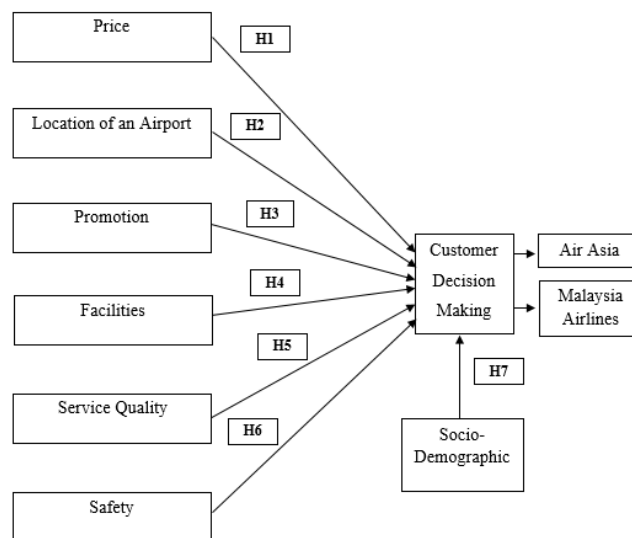 Price
H1
Location of an Airport
H2
Promotion
H3
Facilities
H4
Service Quality
H5
Safety
H6
Customer
Decision
Making
Air Asia
Malaysia
Airlines
H7
Socio-
Demographic